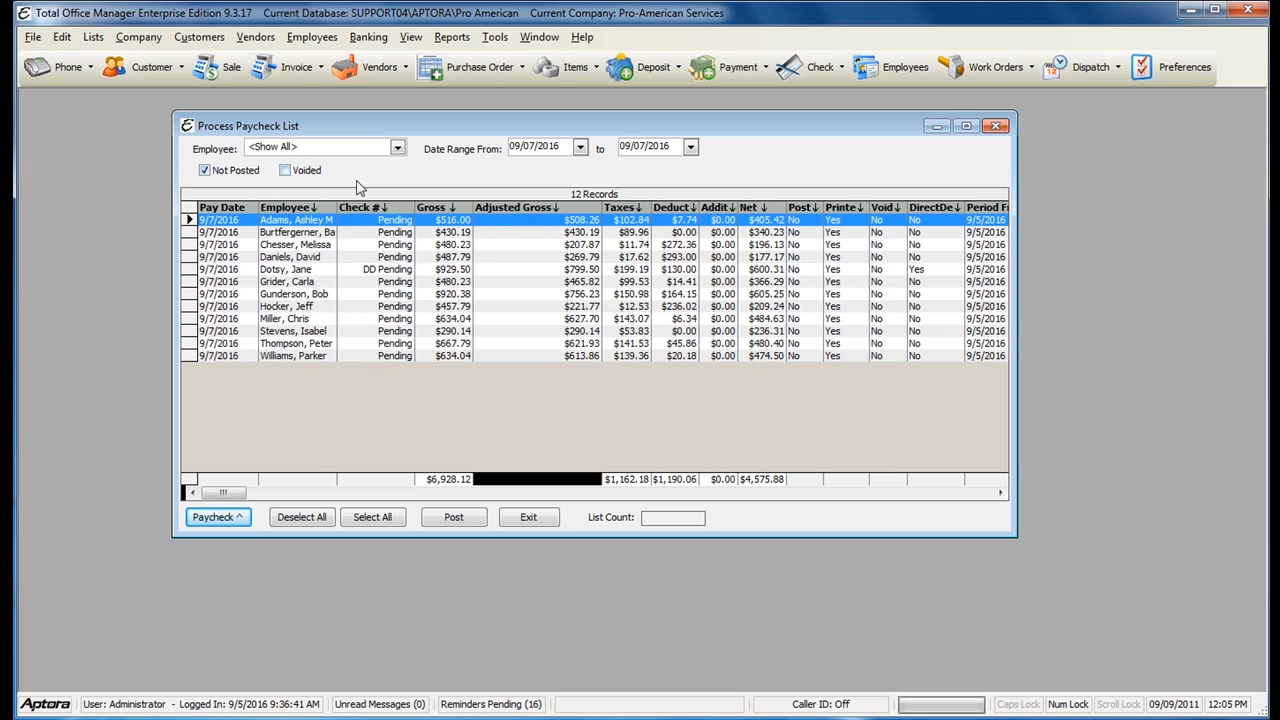 Total Office Manager Enterprise Edition 9.3.17 Current Database: SUPPORT04\APTORA\Pro American Current Company: Pro-American Services
File Edit Lists Company Customers Vendors Employees Banking View Reports Tools Window Help
Phone Customer Sale Invoice Vendors Purchase Order Items Deposit Payment Check Employees Work Orders Dispatch Preferences
Process Paycheck List
Employee: <Show All> Date Range From: 09/07/2016 to 09/07/2016
Not Posted Voided
12 Records
Pay Date Employee Check # Gross Adjusted Gross Taxes Deduct Addit Net Post Printe Void DirectDe Period Fr
9/7/2016 Adams, Ashley M Pending $516.00 $508.26 $102.84 $7.74 $0.00 $405.42 No Yes No No 9/5/2016
9/7/2016 Burtfergerner, Ba Pending $430.19 $430.19 $89.96 $0.00 $0.00 $340.23 No Yes No No 9/5/2016
9/7/2016 Chesser, Melissa Pending $480.23 $207.87 $11.74 $272.36 $0.00 $196.13 No Yes No No 9/5/2016
9/7/2016 Daniels, David Pending $487.79 $269.79 $17.62 $293.00 $0.00 $177.17 No Yes No No 9/5/2016
9/7/2016 Dotsy, Jane DD Pending $929.50 $799.50 $199.19 $130.00 $0.00 $600.31 No Yes No Yes 9/5/2016
9/7/2016 Grider, Carla Pending $480.23 $465.82 $99.53 $14.41 $0.00 $366.29 No Yes No No 9/5/2016
9/7/2016 Gunderson, Bob Pending $920.38 $756.23 $150.98 $164.15 $0.00 $605.25 No Yes No No 9/5/2016
9/7/2016 Hocker, Jeff Pending $457.79 $221.77 $12.53 $236.02 $0.00 $209.24 No Yes No No 9/5/2016
9/7/2016 Miller, Chris Pending $634.04 $627.70 $143.07 $6.34 $0.00 $484.63 No Yes No No 9/5/2016
9/7/2016 Stevens, Isabel Pending $290.14 $290.14 $53.83 $0.00 $0.00 $236.31 No Yes No No 9/5/2016
9/7/2016 Thompson, Peter Pending $667.79 $621.93 $141.53 $45.86 $0.00 $480.40 No Yes No No 9/5/2016
9/7/2016 Williams, Parker Pending $634.04 $613.86 $139.36 $20.18 $0.00 $474.50 No Yes No No 9/5/2016
$6,928.12 $1,162.18 $1,190.06 $0.00 $4,575.88
Paycheck ^ Deselect All Select All Post Exit List Count:
Aptora User: Administrator - Logged In: 9/5/2016 9:36:41 AM Unread Messages (0) Reminders Pending (16) Caller ID: Off Caps Lock Num Lock Scroll Lock 09/09/2011 12:05 PM